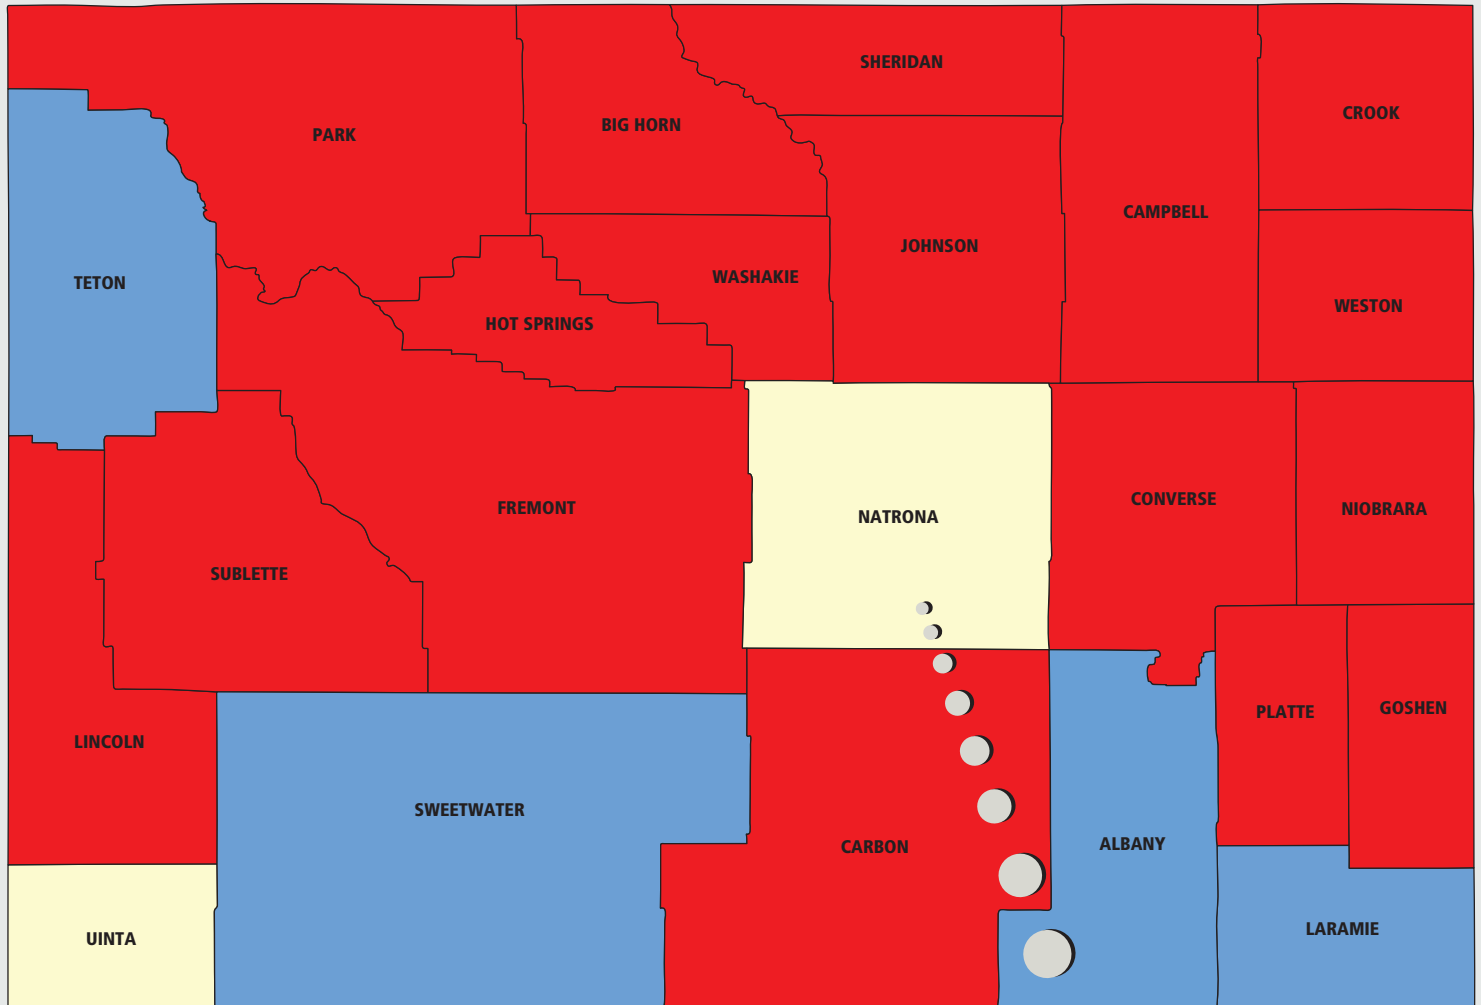 SHERIDAN
CROOK
BIG HORN
PARK
CAMPBELL
JOHNSON
WASHAKIE
TETON
WESTON
HOT SPRINGS
CONVERSE
FREMONT
NIOBRARA
NATRONA
SUBLETTE
GOSHEN
PLATTE
LINCOLN
SWEETWATER
ALBANY
CARBON
LARAMIE
UINTA